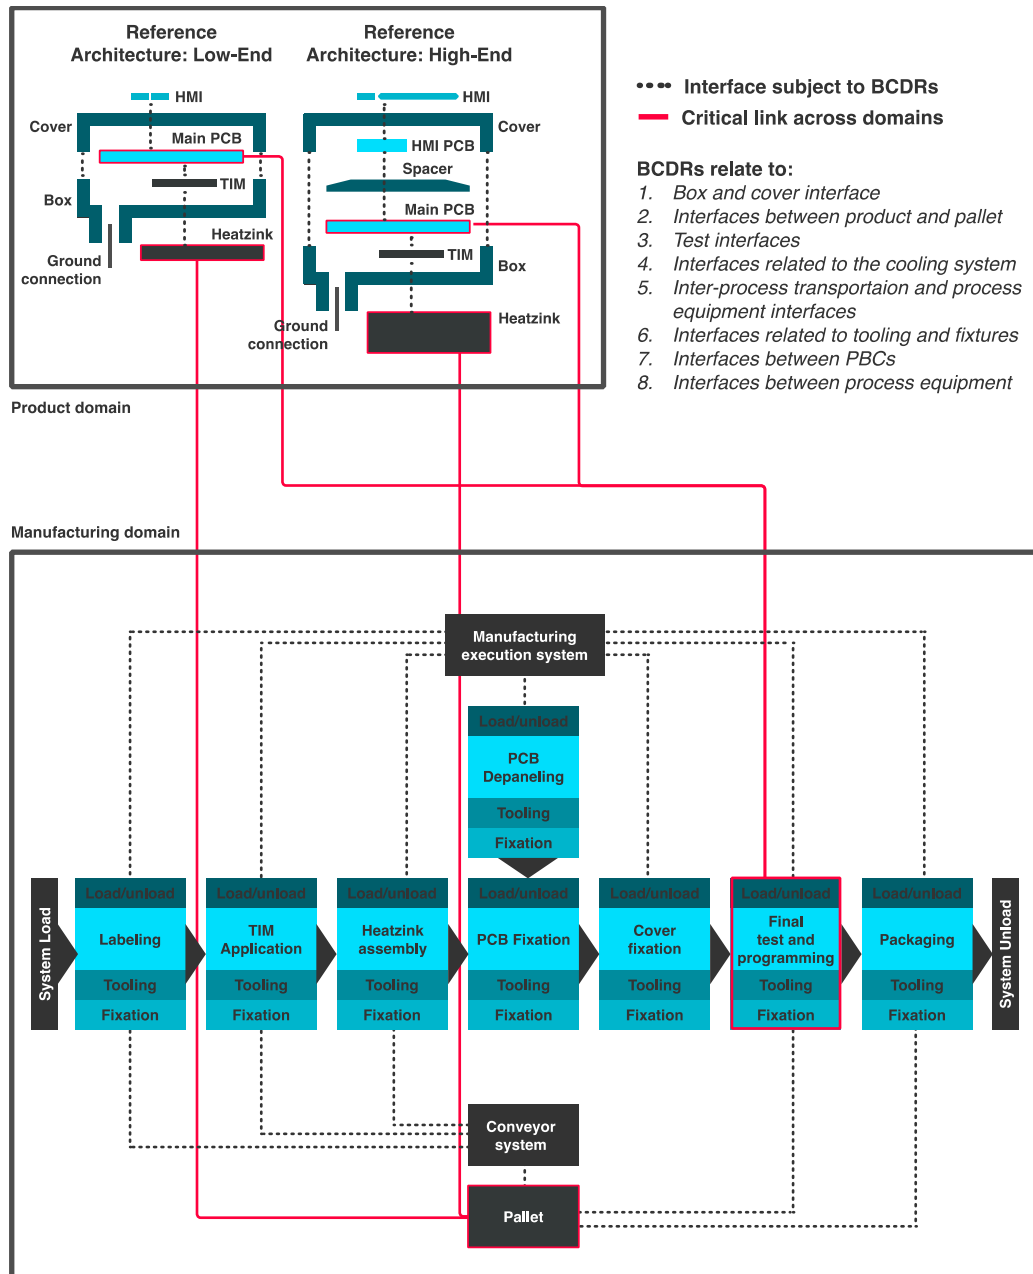 Reference
Architecture: Low-End
HMI
Cover
Main PCB
TIM
Box
Heatzink
Ground
connection
Reference
Architecture: High-End
HMI
Cover
HMI PCB
Spacer
Main PCB
TIM
Box
Heatzink
Ground
connection
Interface subject to BCDRs
Critical link across domains
BCDRs relate to:
1. Box and cover interface
2. Interfaces between product and pallet
3. Test interfaces
4. Interfaces related to the cooling system
5. Inter-process transportaion and process
equipment interfaces
6. Interfaces related to tooling and fixtures
7. Interfaces between PBCs
8. Interfaces between process equipment
Product domain
Manufacturing domain
Manufacturing
execution system
Load/unload
PCB
Depaneling
Tooling
Fixation
System Load
Load/unload
Labeling
Tooling
Fixation
Load/unload
TIM
Application
Tooling
Fixation
Load/unload
Heatzink
assembly
Tooling
Fixation
Load/unload
PCB Fixation
Tooling
Fixation
Load/unload
Cover
fixation
Tooling
Fixation
Load/unload
Final
test and
programming
Tooling
Fixation
Load/unload
Packaging
Tooling
Fixation
System Unload
Conveyor
system
Pallet